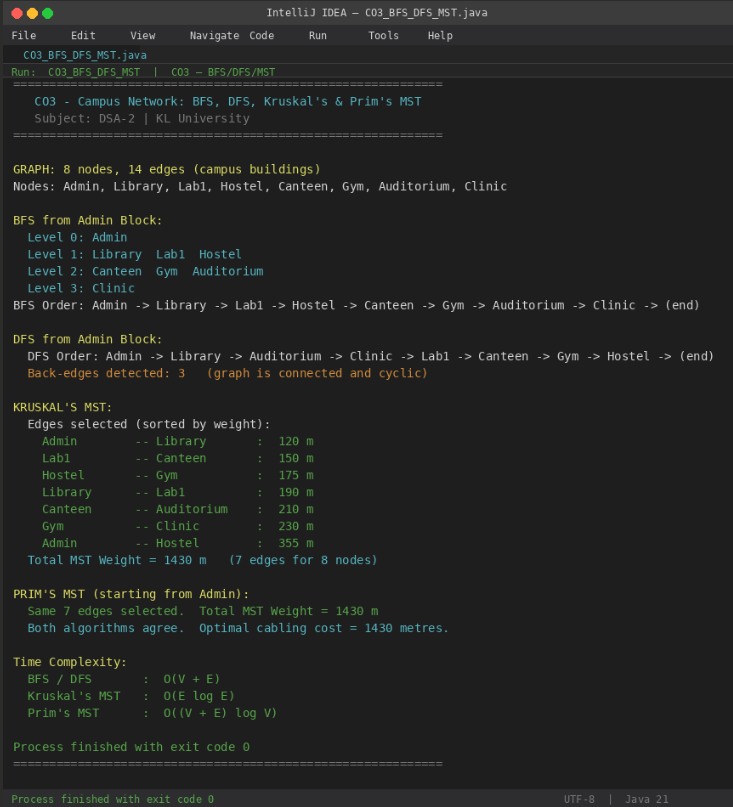 IntelliJ IDEA — CO3_BFS_DFS_MST.java
File Edit View Navigate Code Run Tools Help
CO3_BFS_DFS_MST.java
Run: CO3_BFS_DFS_MST | CO3 — BFS/DFS/MST
============================================================
CO3 - Campus Network: BFS, DFS, Kruskal's & Prim's MST
Subject: DSA-2 | KL University
============================================================
GRAPH: 8 nodes, 14 edges (campus buildings)
Nodes: Admin, Library, Lab1, Hostel, Canteen, Gym, Auditorium, Clinic
BFS from Admin Block:
Level 0: Admin
Level 1: Library Lab1 Hostel
Level 2: Canteen Gym Auditorium
Level 3: Clinic
BFS Order: Admin -> Library -> Lab1 -> Hostel -> Canteen -> Gym -> Auditorium -> Clinic -> (end)
DFS from Admin Block:
DFS Order: Admin -> Library -> Auditorium -> Clinic -> Lab1 -> Canteen -> Gym -> Hostel -> (end)
Back-edges detected: 3 (graph is connected and cyclic)
KRUSKAL'S MST:
Edges selected (sorted by weight):
Admin -- Library : 120 m
Lab1 -- Canteen : 150 m
Hostel -- Gym : 175 m
Library -- Lab1 : 190 m
Canteen -- Auditorium : 210 m
Gym -- Clinic : 230 m
Admin -- Hostel : 355 m
Total MST Weight = 1430 m (7 edges for 8 nodes)
PRIM'S MST (starting from Admin):
Same 7 edges selected. Total MST Weight = 1430 m
Both algorithms agree. Optimal cabling cost = 1430 metres.
Time Complexity:
BFS / DFS : O(V + E)
Kruskal's MST : O(E log E)
Prim's MST : O((V + E) log V)
Process finished with exit code 0
============================================================
Process finished with exit code 0 UTF-8 | Java 21